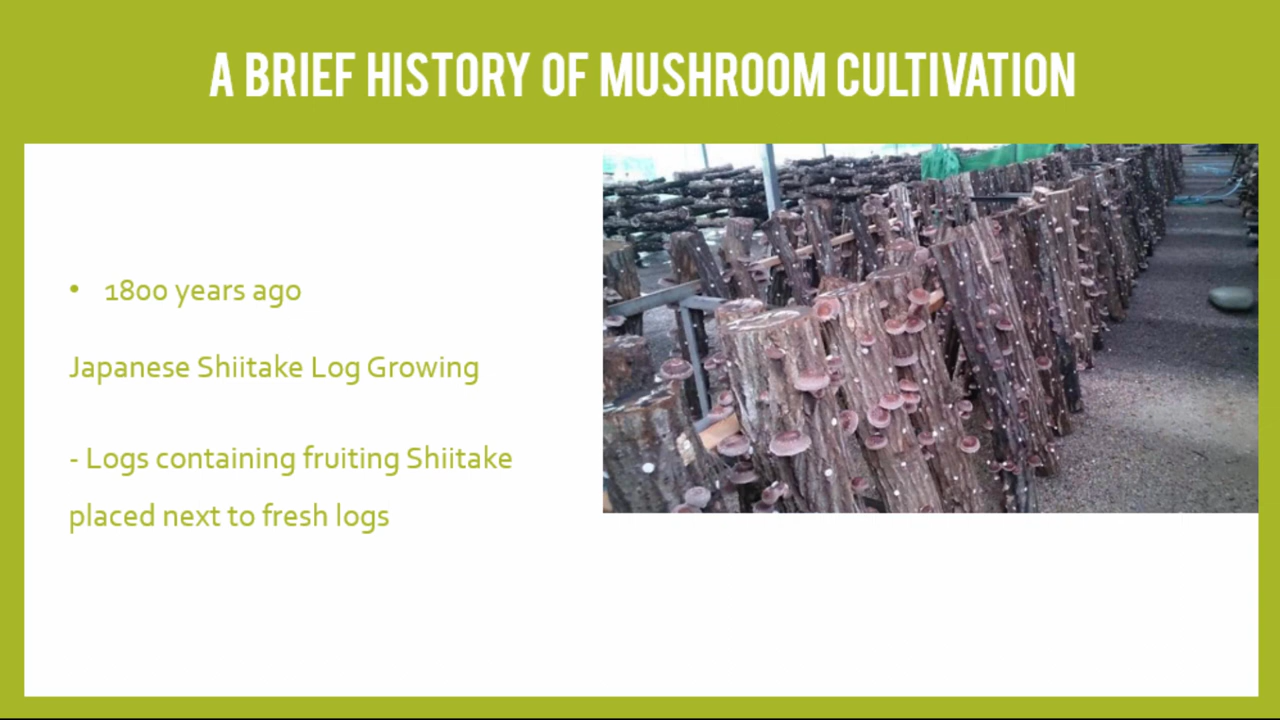 A BRIEF HISTORY OF MUSHROOM CULTIVATION
• 1800 years ago
Japanese Shiitake Log Growing
- Logs containing fruiting Shiitake
placed next to fresh logs